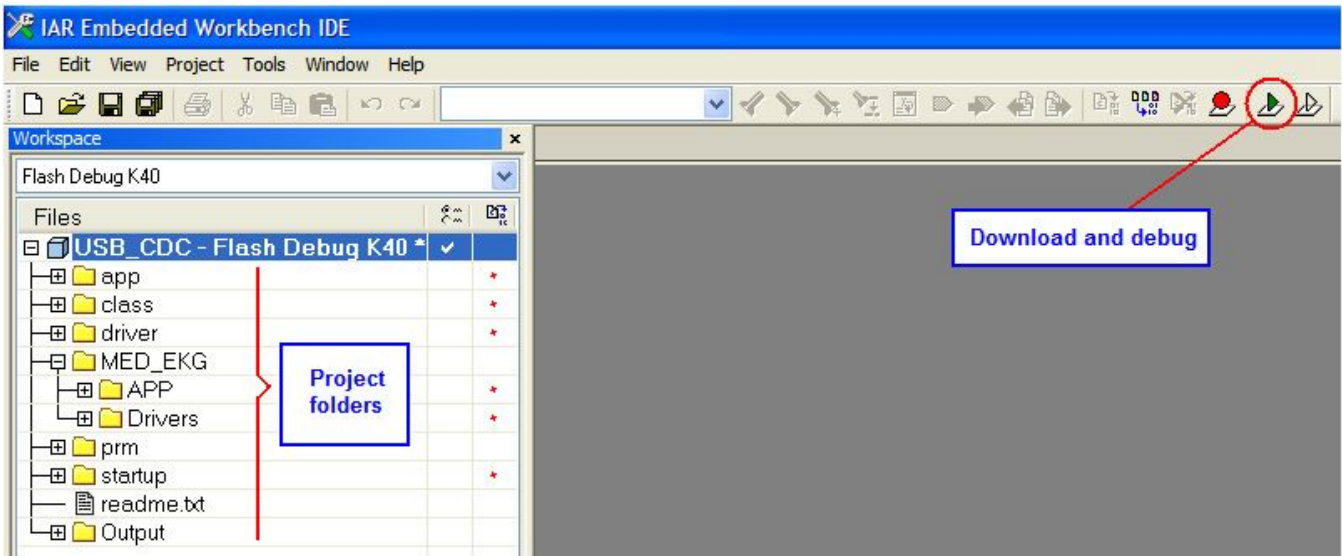 IAR Embedded Workbench IDE
File Edit View Project Tools Window Help
Workspace x
Flash Debug K40
Files
USB_CDC - Flash Debug K40 *
app
class
driver
MED_EKG
APP
Drivers
prm
startup
readme.txt
Output
Project
folders
Download and debug